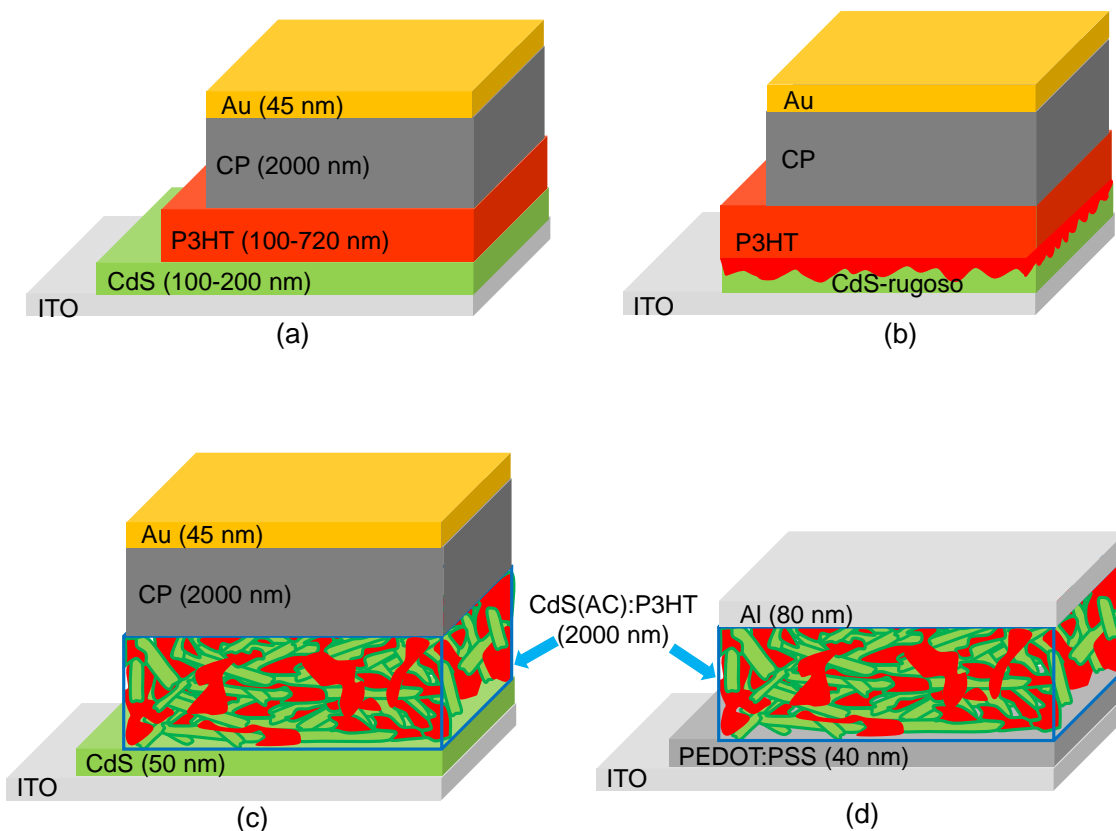 Au (45 nm)
CP (2000 nm)
P3HT (100-720 nm)
CdS (100-200 nm)
ITO
(a)
Au
CP
P3HT
CdS-rugoso
ITO
(b)
Au (45 nm)
CP (2000 nm)
CdS (50 nm)
ITO
(c)
CdS(AC):P3HT
(2000 nm)
Al (80 nm)
PEDOT:PSS (40 nm)
ITO
(d)